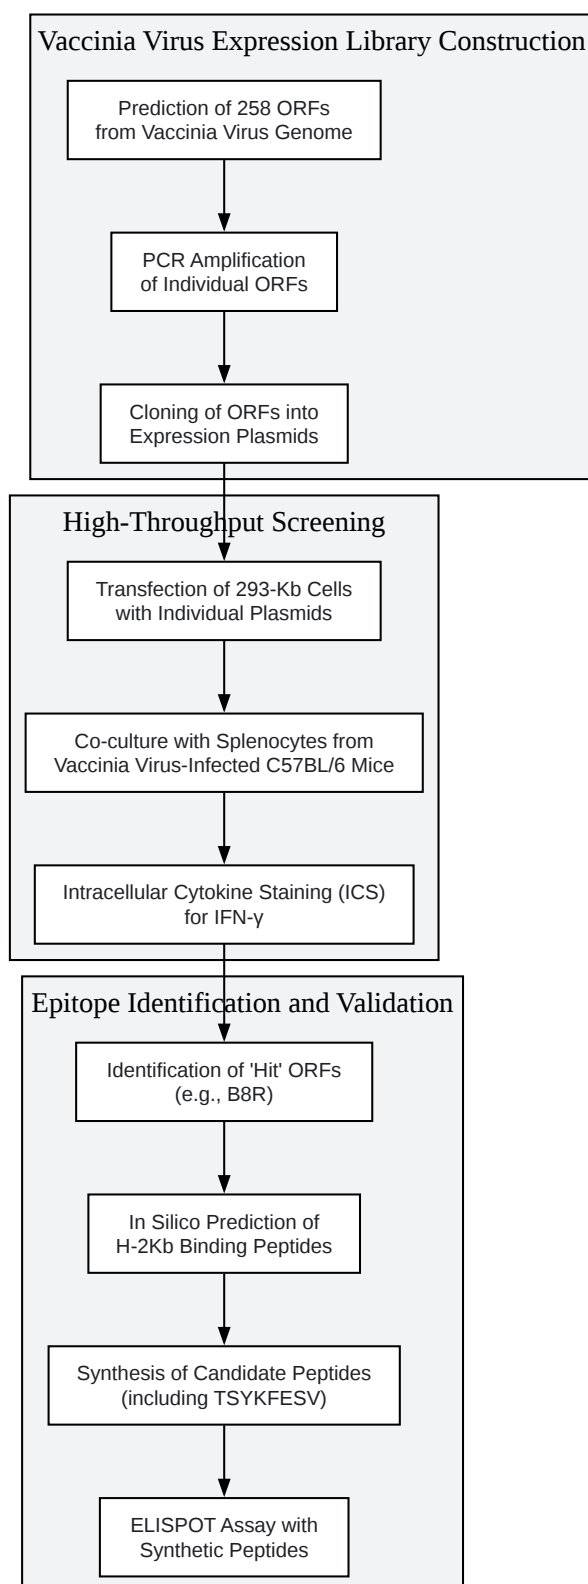 Vaccinia Virus Expression Library Construction
Prediction of 258 ORFs
from Vaccinia Virus Genome
PCR Amplification
of Individual ORFs
Cloning of ORFs into
Expression Plasmids
High-Throughput Screening
Transfection of 293-Kb Cells
with Individual Plasmids
Co-culture with Splenocytes from
Vaccinia Virus-Infected C57BL/6 Mice
Intracellular Cytokine Staining (ICS)
for IFN-γ
Epitope Identification and Validation
Identification of 'Hit' ORFs
(e.g., B8R)
In Silico Prediction of
H-2Kb Binding Peptides
Synthesis of Candidate Peptides
(including TSYKFESV)
ELISPOT Assay with
Synthetic Peptides